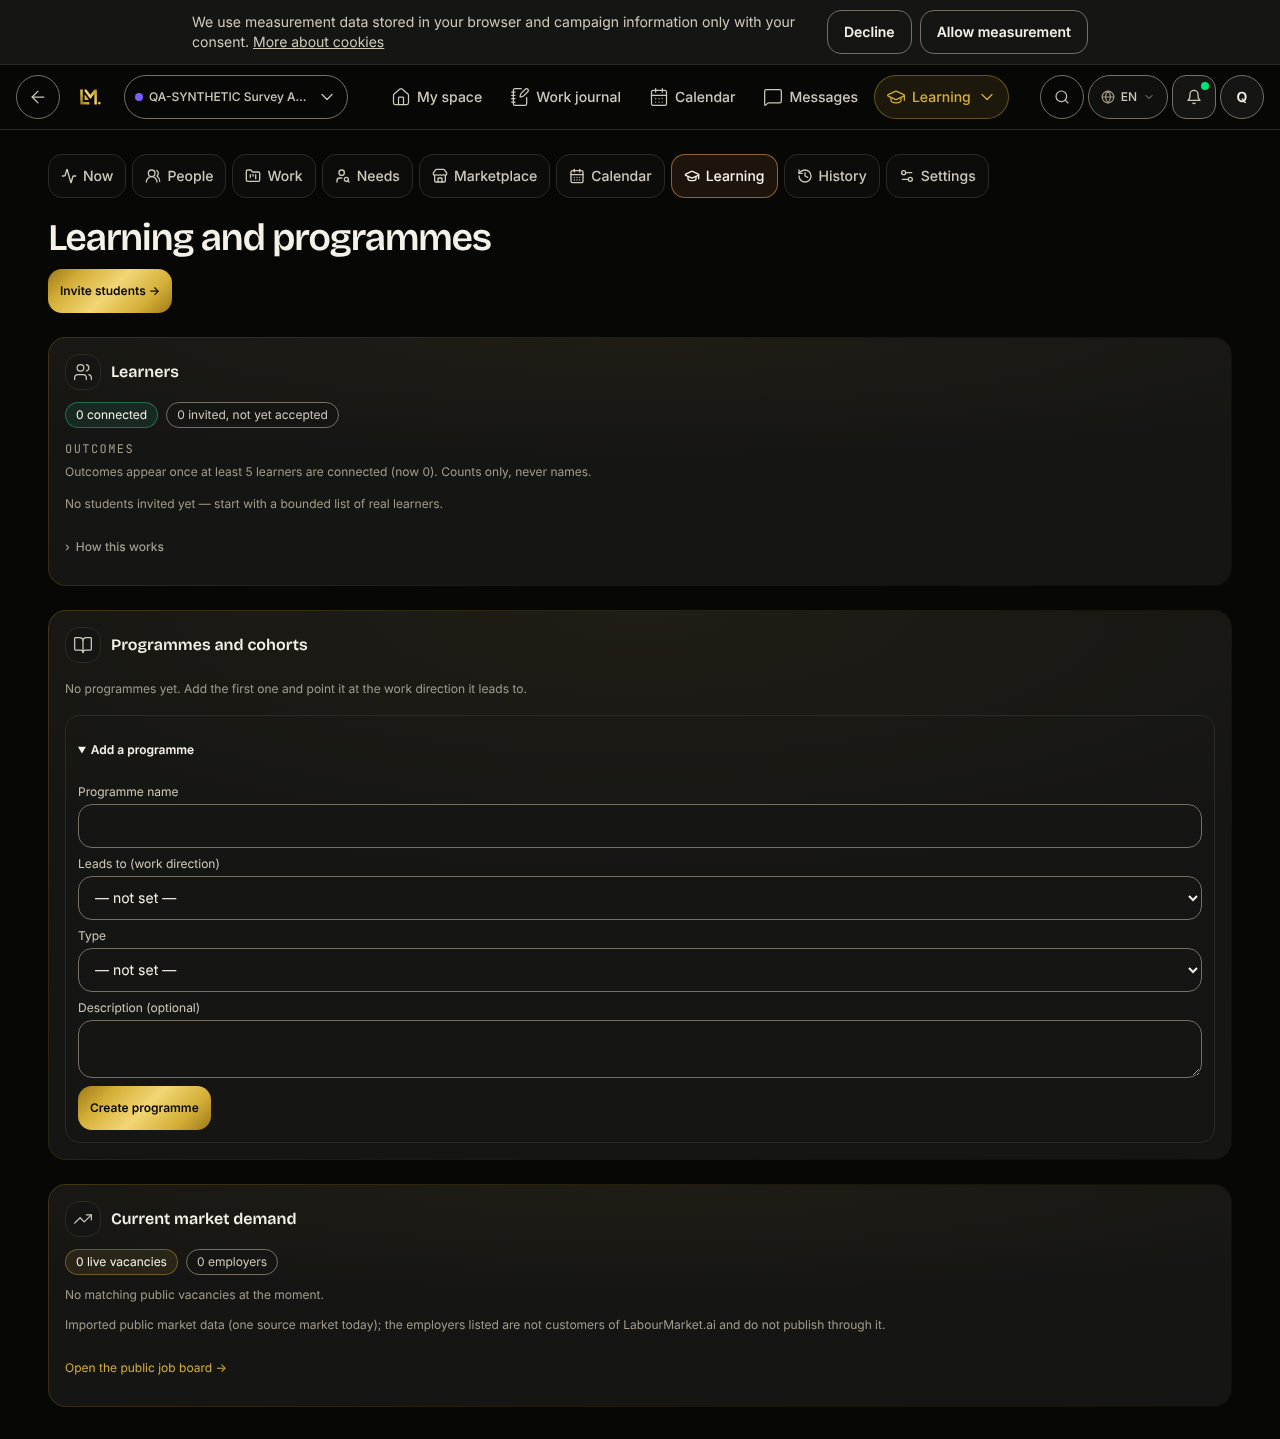 We use measurement data stored in your browser and campaign information only with your
consent. More about cookies
Decline
Allow measurement
LM.
QA-SYNTHETIC Survey A...
My space
Work journal
Calendar
Messages
Learning
EN
Q
Now
People
Work
Needs
Marketplace
Calendar
Learning
History
Settings
Learning and programmes
Invite students →
Learners
0 connected
0 invited, not yet accepted
OUTCOMES
Outcomes appear once at least 5 learners are connected (now 0). Counts only, never names.
No students invited yet — start with a bounded list of real learners.
› How this works
Programmes and cohorts
No programmes yet. Add the first one and point it at the work direction it leads to.
▼ Add a programme
Programme name
Leads to (work direction)
— not set —
Type
— not set —
Description (optional)
Create programme
Current market demand
0 live vacancies
0 employers
No matching public vacancies at the moment.
Imported public market data (one source market today); the employers listed are not customers of LabourMarket.ai and do not publish through it.
Open the public job board →